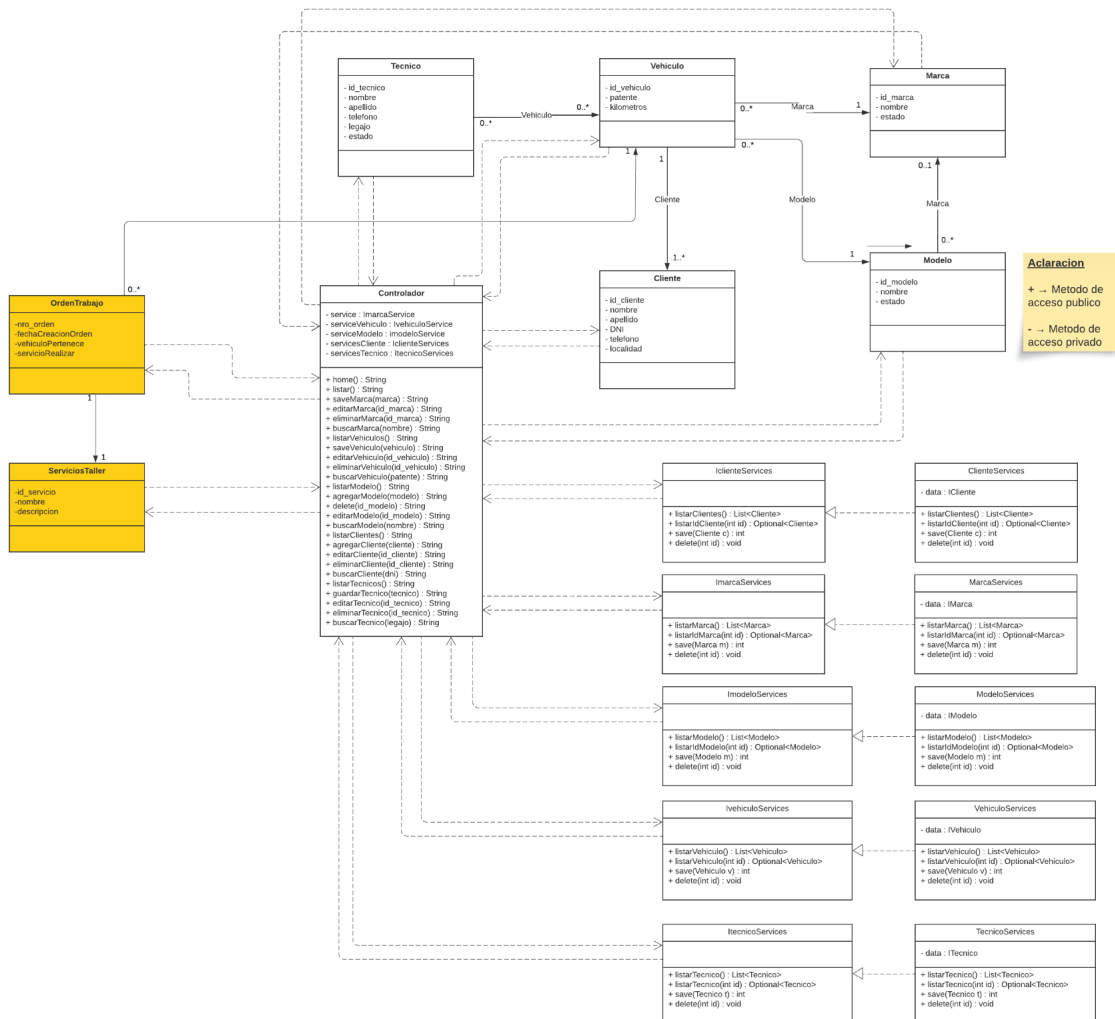 Tecnico
- id_tecnico
- nombre
- apellido
- telefono
- legajo
- estado
0..*
Vehiculo
0..*
Vehiculo
- id_vehiculo
- patente
- kilometros
0..*
Marca
1
Marca
- id_marca
- nombre
- estado
0..*
1
1
0..1
Cliente
Modelo
Marca
1..*
1
0..*
Modelo
- id_modelo
- nombre
- estado
Aclaracion
+ → Metodo de
acceso publico
- → Metodo de
acceso privado
Cliente
- id_cliente
- nombre
- apellido
- DNI
- telefono
- localidad
0..*
OrdenTrabajo
-nro_orden
-fechaCreacionOrden
-vehiculoPertenece
-servicioRealizar
1
1
ServiciosTaller
-id_servicio
-nombre
-descripcion
Controlador
- service : ImarcaService
- serviceVehiculo : IvehiculoService
- serviceModelo : imodeloService
- servicesCliente : IclienteServices
- servicesTecnico : ItecnicoServices
+ home() : String
+ listar() : String
+ saveMarca(marca) : String
+ editarMarca(id_marca) : String
+ eliminarMarca(id_marca) : String
+ buscarMarca(nombre) : String
+ listarVehiculos() : String
+ saveVehiculo(vehiculo) : String
+ editarVehiculo(id_vehiculo) : String
+ eliminarVehiculo(id_vehiculo) : String
+ buscarVehiculo(patente) : String
+ listarModelo() : String
+ agregarModelo(modelo) : String
+ delete(id_modelo) : String
+ editarModelo(id_modelo) : String
+ buscarModelo(nombre) : String
+ listarClientes() : String
+ agregarCliente(cliente) : String
+ editarCliente(id_cliente) : String
+ eliminarCliente(id_cliente) : String
+ buscarCliente(dni) : String
+ listarTecnicos() : String
+ guardarTecnico(tecnico) : String
+ editarTecnico(id_tecnico) : String
+ eliminarTecnico(id_tecnico) : String
+ buscarTecnico(legajo) : String
IclienteServices
+ listarClientes() : List<Cliente>
+ listarIdCliente(int id) : Optional<Cliente>
+ save(Cliente c) : int
+ delete(int id) : void
ClienteServices
- data : ICliente
+ listarClientes() : List<Cliente>
+ listarIdCliente(int id) : Optional<Cliente>
+ save(Cliente c) : int
+ delete(int id) : void
ImarcaServices
+ listarMarca() : List<Marca>
+ listarIdMarca(int id) : Optional<Marca>
+ save(Marca m) : int
+ delete(int id) : void
MarcaServices
- data : IMarca
+ listarMarca() : List<Marca>
+ listarIdMarca(int id) : Optional<Marca>
+ save(Marca m) : int
+ delete(int id) : void
ImodeloServices
+ listarModelo() : List<Modelo>
+ listarIdModelo(int id) : Optional<Modelo>
+ save(Modelo m) : int
+ delete(int id) : void
ModeloServices
- data : IModelo
+ listarModelo() : List<Modelo>
+ listarIdModelo(int id) : Optional<Modelo>
+ save(Modelo m) : int
+ delete(int id) : void
IvehiculoServices
+ listarVehiculo() : List<Vehiculo>
+ listarVehiculo(int id) : Optional<Vehiculo>
+ save(Vehiculo v) : int
+ delete(int id) : void
VehiculoServices
- data : IVehiculo
+ listarVehiculo() : List<Vehiculo>
+ listarVehiculo(int id) : Optional<Vehiculo>
+ save(Vehiculo v) : int
+ delete(int id) : void
ItecnicoServices
+ listarTecnico() : List<Tecnico>
+ listarTecnico(int id) : Optional<Tecnico>
+ save(Tecnico t) : int
+ delete(int id) : void
TecnicoServices
- data : ITecnico
+ listarTecnico() : List<Tecnico>
+ listarTecnico(int id) : Optional<Tecnico>
+ save(Tecnico t) : int
+ delete(int id) : void